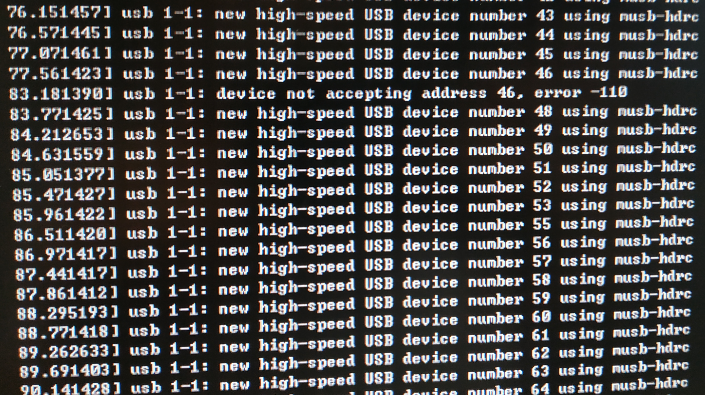 76.151457] usb 1-1: new high-speed USB device number 43 using musb-hdrc
76.571445] usb 1-1: new high-speed USB device number 44 using musb-hdrc
77.071461] usb 1-1: new high-speed USB device number 45 using musb-hdrc
77.561423] usb 1-1: new high-speed USB device number 46 using musb-hdrc
83.181390] usb 1-1: device not accepting address 46, error -110
83.771425] usb 1-1: new high-speed USB device number 48 using musb-hdrc
84.212653] usb 1-1: new high-speed USB device number 49 using musb-hdrc
84.631559] usb 1-1: new high-speed USB device number 50 using musb-hdrc
85.051377] usb 1-1: new high-speed USB device number 51 using musb-hdrc
85.471427] usb 1-1: new high-speed USB device number 52 using musb-hdrc
85.961422] usb 1-1: new high-speed USB device number 53 using musb-hdrc
86.511420] usb 1-1: new high-speed USB device number 55 using musb-hdrc
86.971417] usb 1-1: new high-speed USB device number 56 using musb-hdrc
87.441417] usb 1-1: new high-speed USB device number 57 using musb-hdrc
87.861412] usb 1-1: new high-speed USB device number 58 using musb-hdrc
88.295193] usb 1-1: new high-speed USB device number 59 using musb-hdrc
88.771418] usb 1-1: new high-speed USB device number 60 using musb-hdrc
89.262633] usb 1-1: new high-speed USB device number 61 using musb-hdrc
89.691403] usb 1-1: new high-speed USB device number 62 using musb-hdrc
90.141428] usb 1-1: new high-speed USB device number 63 using musb-hdrc
USB device number 64 using musb-hdrc